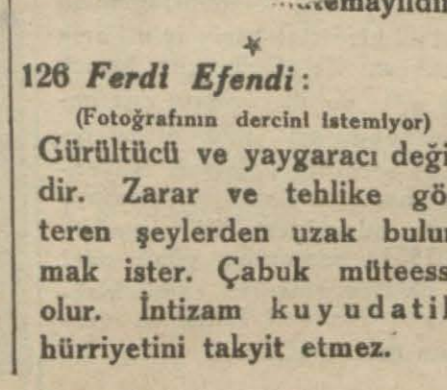 126 Ferdi Efendi:
(Fotoğrafının dercini istemiyor)
Gürültücü ve yaygaracı deği
dir. Zarar ve tehlike gö
teren şeylerden uzak bulu
mak ister. Çabuk müteess
olur. İntizam kuyudati
hürriyetini takyit etmez.